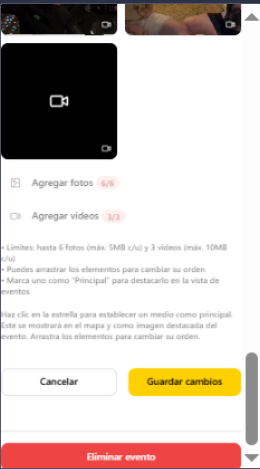 Agregar fotos 6/6
Agregar videos 3/3
• Límites: hasta 6 fotos (máx. 5MB c/u) y 3 videos (máx. 10MB
c/u)
• Puedes arrastrar los elementos para cambiar su orden
• Marca uno como "Principal" para destacarlo en la vista de
eventos
Haz clic en la estrella para establecer un medio como principal.
Este se mostrará en el mapa y como imagen destacada del
evento. Arrastra los elementos para cambiar su orden.
Cancelar
Guardar cambios
Eliminar evento